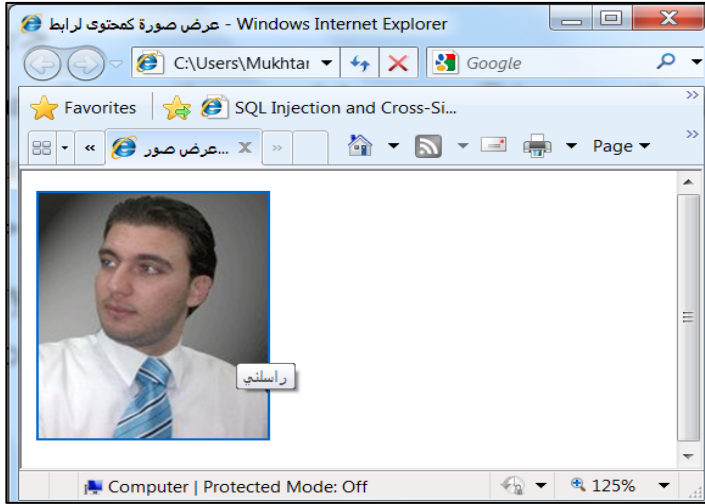 عرض صورة كمحتوى لرابط - Windows Internet Explorer
C:\Users\Mukhtar
Google
Favorites
SQL Injection and Cross-Si...
عرض صور...
Page
راسلني
Computer | Protected Mode: Off
125%